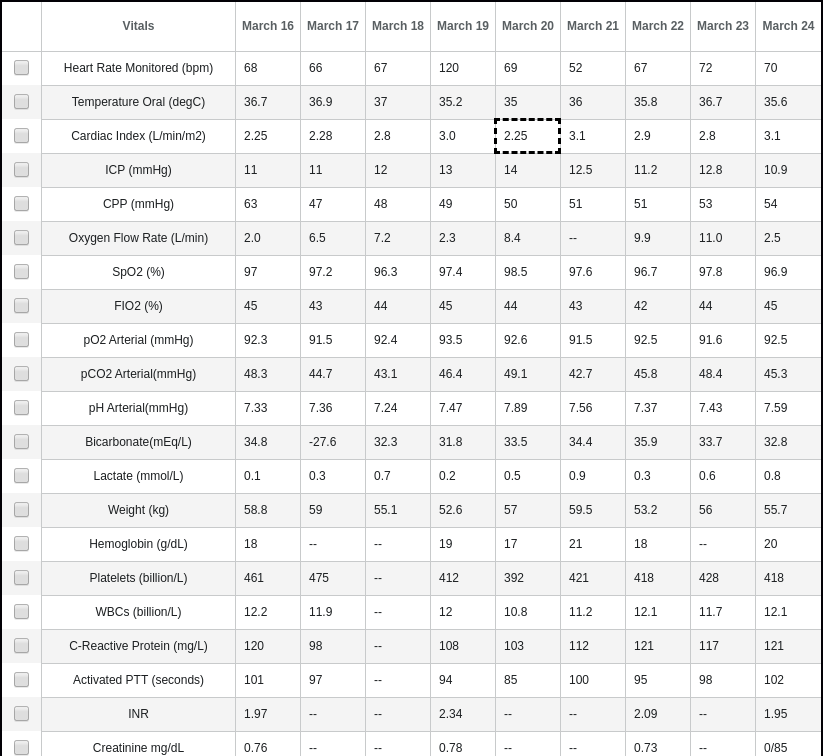 Vitals March 16 March 17 March 18 March 19 March 20 March 21 March 22 March 23 March 24
Heart Rate Monitored (bpm) 68 66 67 120 69 52 67 72 70
Temperature Oral (degC) 36.7 36.9 37 35.2 35 36 35.8 36.7 35.6
Cardiac Index (L/min/m2) 2.25 2.28 2.8 3.0 2.25 3.1 2.9 2.8 3.1
ICP (mmHg) 11 11 12 13 14 12.5 11.2 12.8 10.9
CPP (mmHg) 63 47 48 49 50 51 51 53 54
Oxygen Flow Rate (L/min) 2.0 6.5 7.2 2.3 8.4 -- 9.9 11.0 2.5
SpO2 (%) 97 97.2 96.3 97.4 98.5 97.6 96.7 97.8 96.9
FIO2 (%) 45 43 44 45 44 43 42 44 45
pO2 Arterial (mmHg) 92.3 91.5 92.4 93.5 92.6 91.5 92.5 91.6 92.5
pCO2 Arterial(mmHg) 48.3 44.7 43.1 46.4 49.1 42.7 45.8 48.4 45.3
pH Arterial(mmHg) 7.33 7.36 7.24 7.47 7.89 7.56 7.37 7.43 7.59
Bicarbonate(mEq/L) 34.8 -27.6 32.3 31.8 33.5 34.4 35.9 33.7 32.8
Lactate (mmol/L) 0.1 0.3 0.7 0.2 0.5 0.9 0.3 0.6 0.8
Weight (kg) 58.8 59 55.1 52.6 57 59.5 53.2 56 55.7
Hemoglobin (g/dL) 18 -- -- 19 17 21 18 -- 20
Platelets (billion/L) 461 475 -- 412 392 421 418 428 418
WBCs (billion/L) 12.2 11.9 -- 12 10.8 11.2 12.1 11.7 12.1
C-Reactive Protein (mg/L) 120 98 -- 108 103 112 121 117 121
Activated PTT (seconds) 101 97 -- 94 85 100 95 98 102
INR 1.97 -- -- 2.34 -- -- 2.09 -- 1.95
Creatinine mg/dL 0.76 -- -- 0.78 -- -- 0.73 -- 0/85